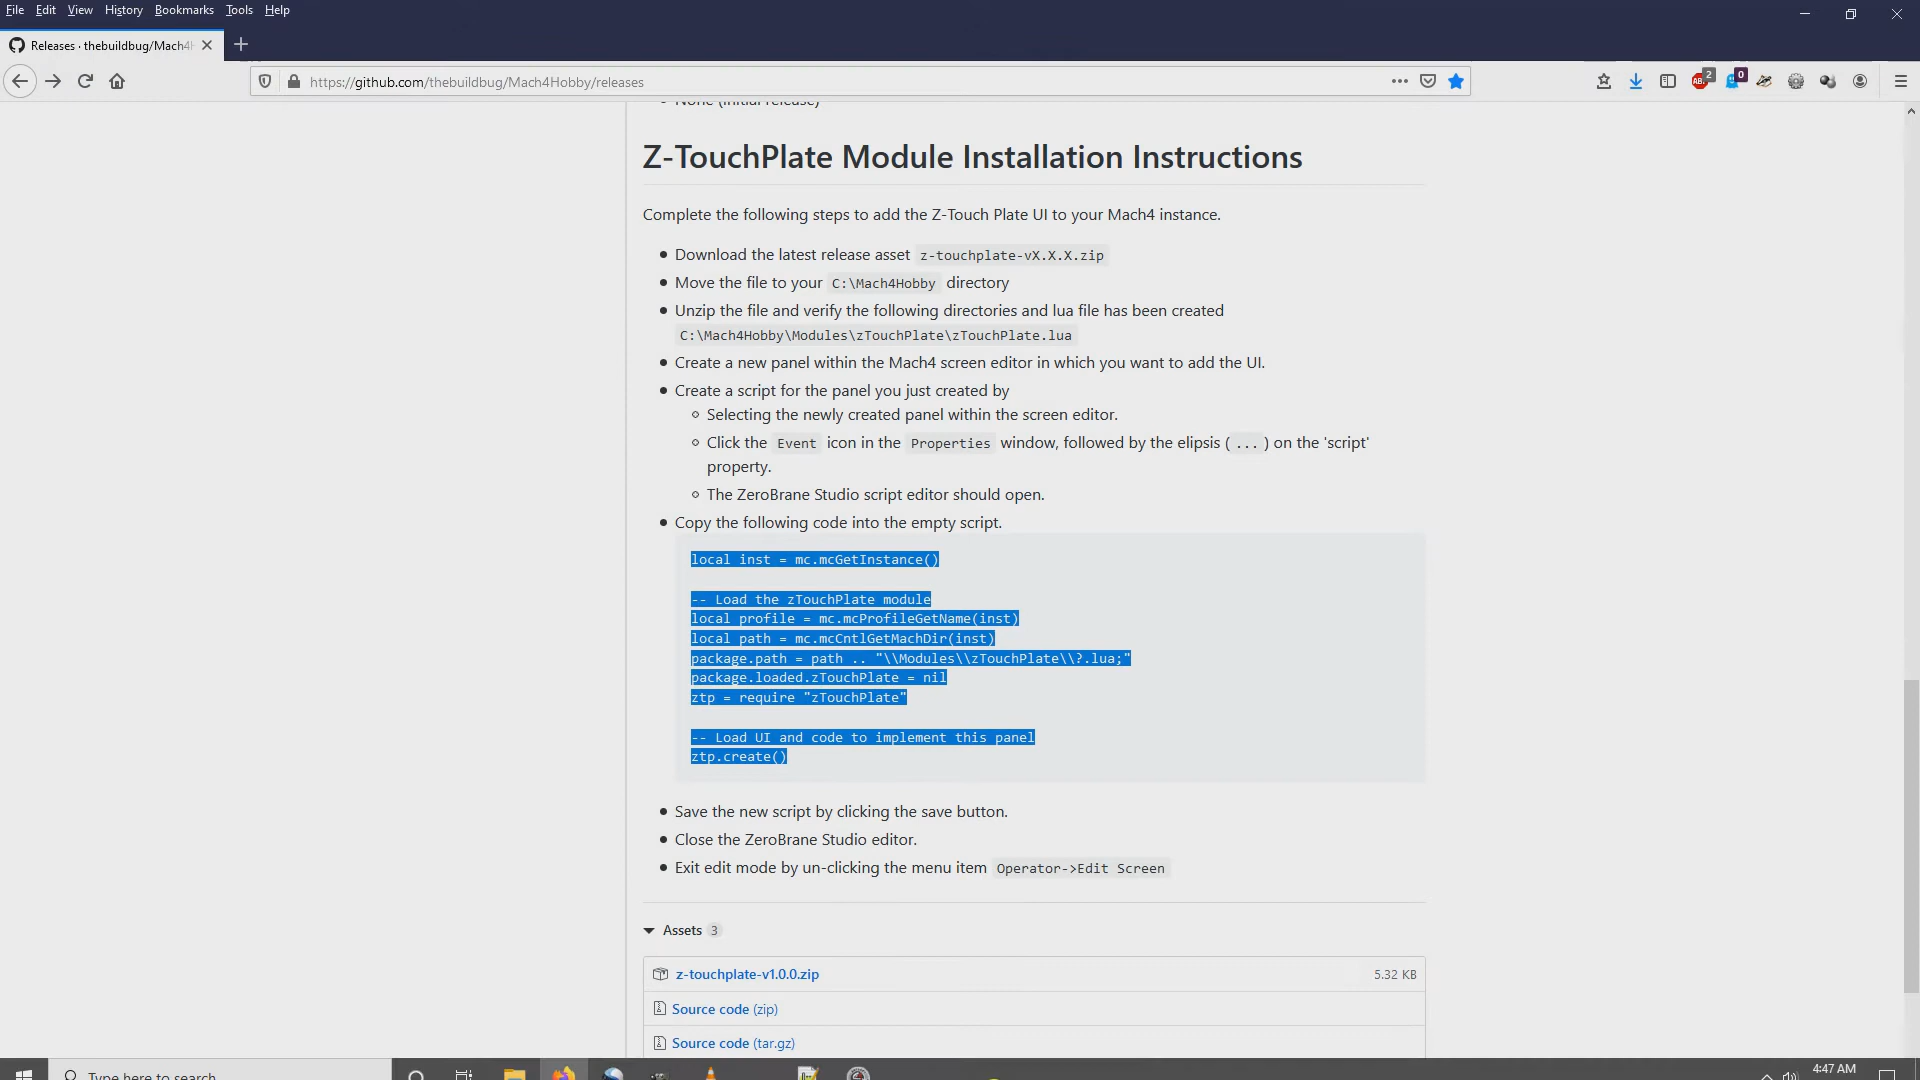 File Edit View History Bookmarks Tools Help
Releases · thebuildbug/Mach4H
https://github.com/thebuildbug/Mach4Hobby/releases
2
0
None (initial release)
Z-TouchPlate Module Installation Instructions
Complete the following steps to add the Z-Touch Plate UI to your Mach4 instance.
Download the latest release asset z-touchplate-vX.X.X.zip
Move the file to your C:\Mach4Hobby directory
Unzip the file and verify the following directories and lua file has been created
C:\Mach4Hobby\Modules\zTouchPlate\zTouchPlate.lua
Create a new panel within the Mach4 screen editor in which you want to add the UI.
Create a script for the panel you just created by
Selecting the newly created panel within the screen editor.
Click the Event icon in the Properties window, followed by the elipsis ( ... ) on the 'script'
property.
The ZeroBrane Studio script editor should open.
Copy the following code into the empty script.
local inst = mc.mcGetInstance()
-- Load the zTouchPlate module
local profile = mc.mcProfileGetName(inst)
local path = mc.mcCntlGetMachDir(inst)
package.path = path .. "\\Modules\\zTouchPlate\\?.lua;"
package.loaded.zTouchPlate = nil
ztp = require "zTouchPlate"
-- Load UI and code to implement this panel
ztp.create()
Save the new script by clicking the save button.
Close the ZeroBrane Studio editor.
Exit edit mode by un-clicking the menu item Operator->Edit Screen
Assets 3
z-touchplate-v1.0.0.zip 5.32 KB
Source code (zip)
Source code (tar.gz)
Type here to search
4:47 AM